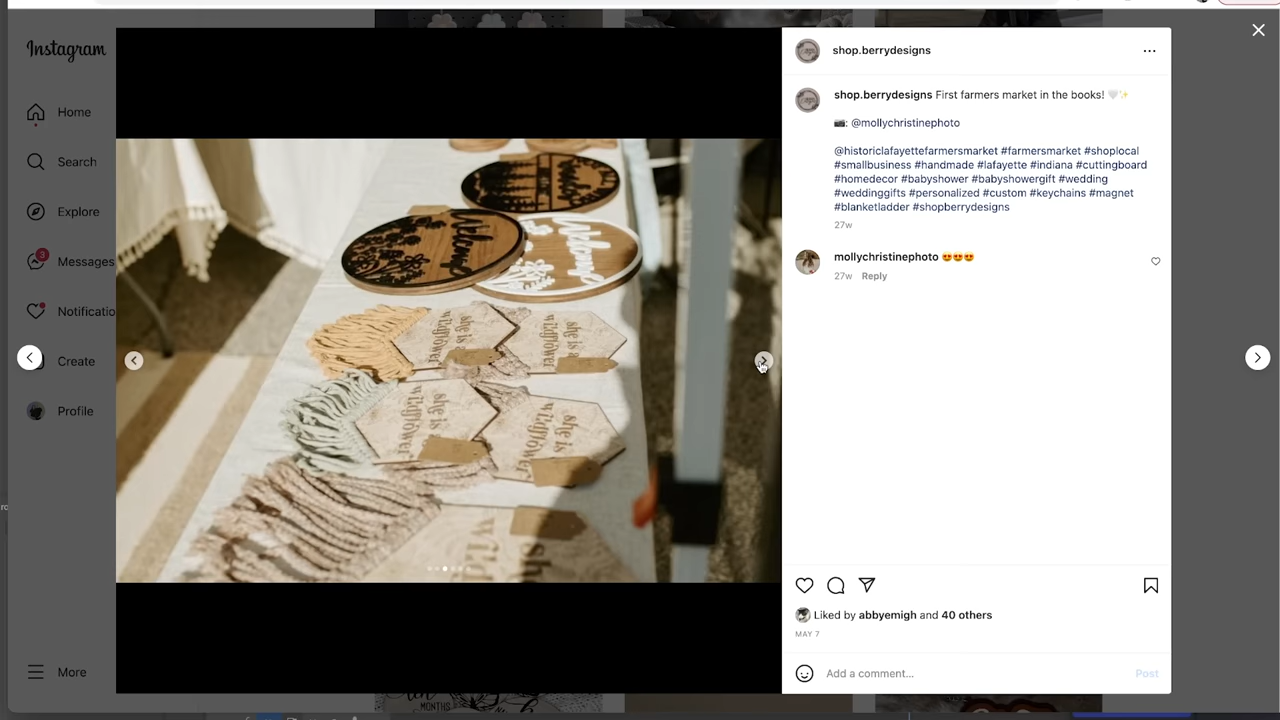 Instagram
Home
Search
Explore
3
Messages
Notificatio
Create
Profile
More
Welcome
Welcome
she is a
wildflower
she is a
wildflower
she is a
wildflower
she is a
wildflower
shop.berrydesigns
shop.berrydesigns First farmers market in the books! 🤍✨
📷: @mollychristinephoto
@historiclafayettefarmersmarket #farmersmarket #shoplocal
#smallbusiness #handmade #lafayette #indiana #cuttingboard
#homedecor #babyshower #babyshowergift #wedding
#weddinggifts #personalized #custom #keychains #magnet
#blanketladder #shopberrydesigns
27w
mollychristinephoto 😍😍😍
27w Reply
Liked by abbyemigh and 40 others
MAY 7
Add a comment...
Post
MONTHS